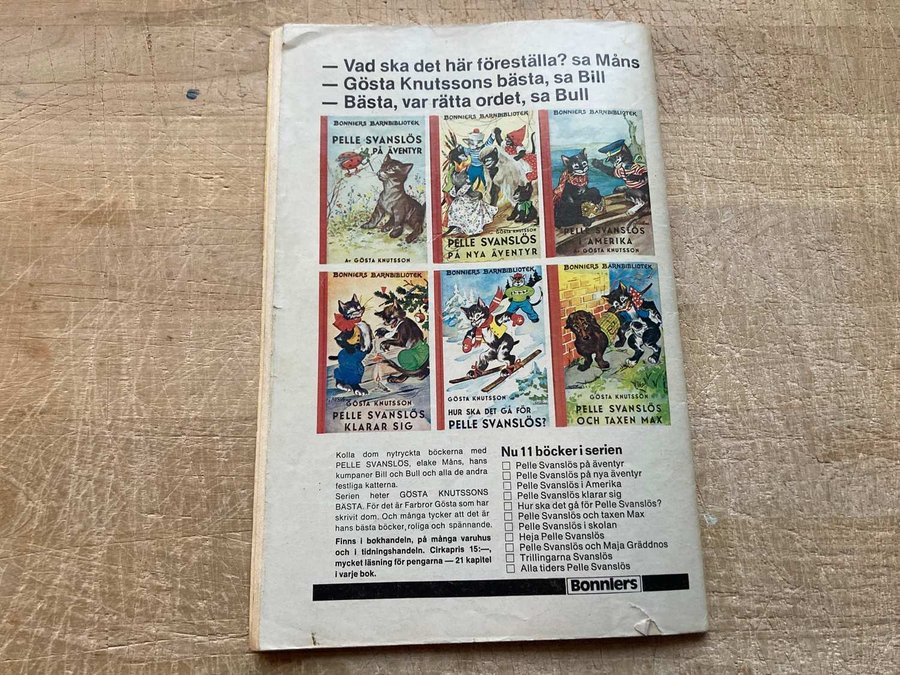 — Vad ska det här föreställa? sa Måns
— Gösta Knutssons bästa, sa Bill
— Bästa, var rätta ordet, sa Bull
BONNIERS BARNBIBLIOTEK
PELLE SVANSLÖS
PÅ ÄVENTYR
Av GÖSTA KNUTSSON
BONNIERS BARNBIBLIOTEK
GÖSTA KNUTSSON
PELLE SVANSLÖS
PÅ NYA ÄVENTYR
BONNIERS BARNBIBLIOTEK
PELLE SVANSLÖS
I AMERIKA
Av GÖSTA KNUTSSON
BONNIERS BARNBIBLIOTEK
GÖSTA KNUTSSON
PELLE SVANSLÖS
KLARAR SIG
BONNIERS BARNBIBLIOTEK
GÖSTA KNUTSSON
HUR SKA DET GÅ FÖR
PELLE SVANSLÖS?
BONNIERS BARNBIBLIOTEK
GÖSTA KNUTSSON
PELLE SVANSLÖS
OCH TAXEN MAX
Kolla dom nytryckta böckerna med
PELLE SVANSLÖS, elake Måns, hans
kumpaner Bill och Bull och alla de andra
festliga katterna.
Serien heter GÖSTA KNUTSSONS
BÄSTA. För det är Farbror Gösta som har
skrivit dom. Och många tycker att det är
hans bästa böcker, roliga och spännande.
Finns i bokhandeln, på många varuhus
och i tidningshandeln. Cirkapris 15:—,
mycket läsning för pengarna — 21 kapitel
i varje bok.
Nu 11 böcker i serien
Pelle Svanslös på äventyr
Pelle Svanslös på nya äventyr
Pelle Svanslös i Amerika
Pelle Svanslös klarar sig
Hur ska det gå för Pelle Svanslös?
Pelle Svanslös och taxen Max
Pelle Svanslös i skolan
Heja Pelle Svanslös
Pelle Svanslös och Maja Gräddnos
Trillingarna Svanslös
Alla tiders Pelle Svanslös
Bonniers